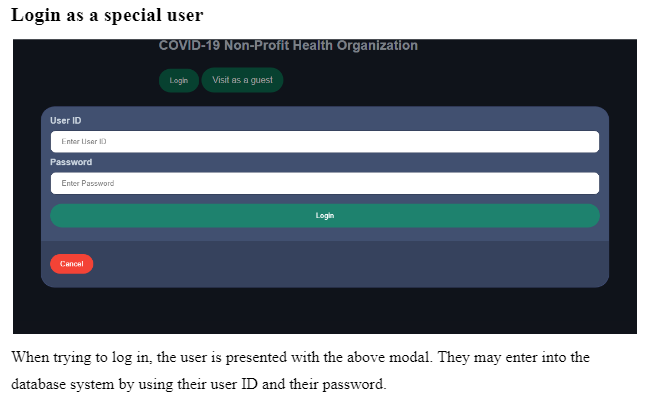 Login as a special user
COVID-19 Non-Profit Health Organization
Login Visit as a guest
User ID
Enter User ID
Password
Enter Password
Login
Cancel
When trying to log in, the user is presented with the above modal. They may enter into the
database system by using their user ID and their password.